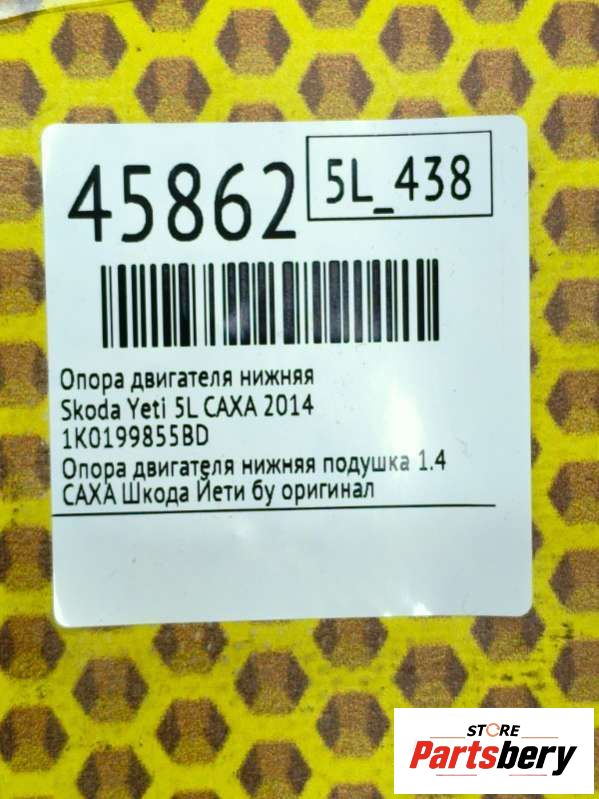 45862
5L_438
Опора двигателя нижняя
Skoda Yeti 5L CAXA 2014
1K0199855BD
Опора двигателя нижняя подушка 1.4
CAXA Шкода Йети бу оригинал
STORE
Partsbery